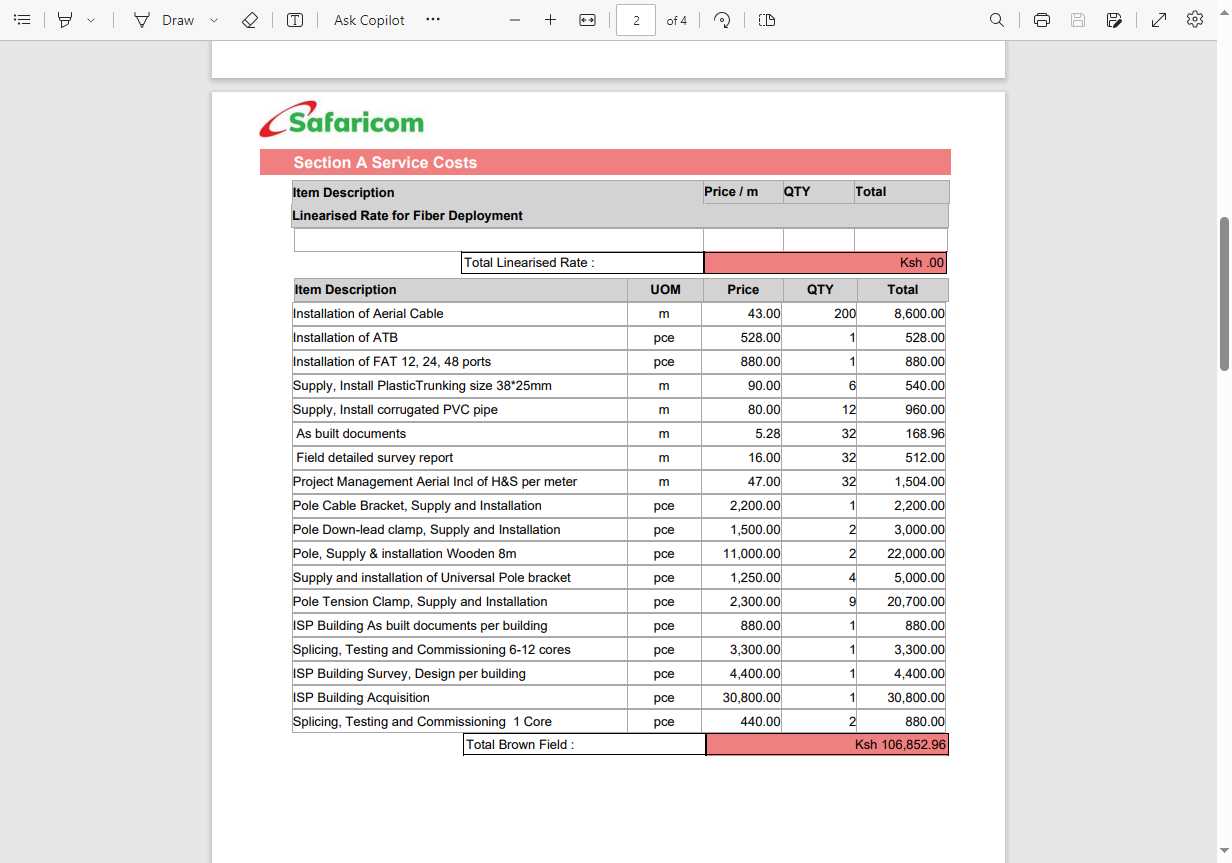 Draw Ask Copilot 2 of 4
Safaricom
Section A Service Costs
Item Description Price / m QTY Total
Linearised Rate for Fiber Deployment
Total Linearised Rate : Ksh .00
Item Description UOM Price QTY Total
Installation of Aerial Cable m 43.00 200 8,600.00
Installation of ATB pce 528.00 1 528.00
Installation of FAT 12, 24, 48 ports pce 880.00 1 880.00
Supply, Install PlasticTrunking size 38*25mm m 90.00 6 540.00
Supply, Install corrugated PVC pipe m 80.00 12 960.00
As built documents m 5.28 32 168.96
Field detailed survey report m 16.00 32 512.00
Project Management Aerial Incl of H&S per meter m 47.00 32 1,504.00
Pole Cable Bracket, Supply and Installation pce 2,200.00 1 2,200.00
Pole Down-lead clamp, Supply and Installation pce 1,500.00 2 3,000.00
Pole, Supply & installation Wooden 8m pce 11,000.00 2 22,000.00
Supply and installation of Universal Pole bracket pce 1,250.00 4 5,000.00
Pole Tension Clamp, Supply and Installation pce 2,300.00 9 20,700.00
ISP Building As built documents per building pce 880.00 1 880.00
Splicing, Testing and Commissioning 6-12 cores pce 3,300.00 1 3,300.00
ISP Building Survey, Design per building pce 4,400.00 1 4,400.00
ISP Building Acquisition pce 30,800.00 1 30,800.00
Splicing, Testing and Commissioning 1 Core pce 440.00 2 880.00
Total Brown Field : Ksh 106,852.96